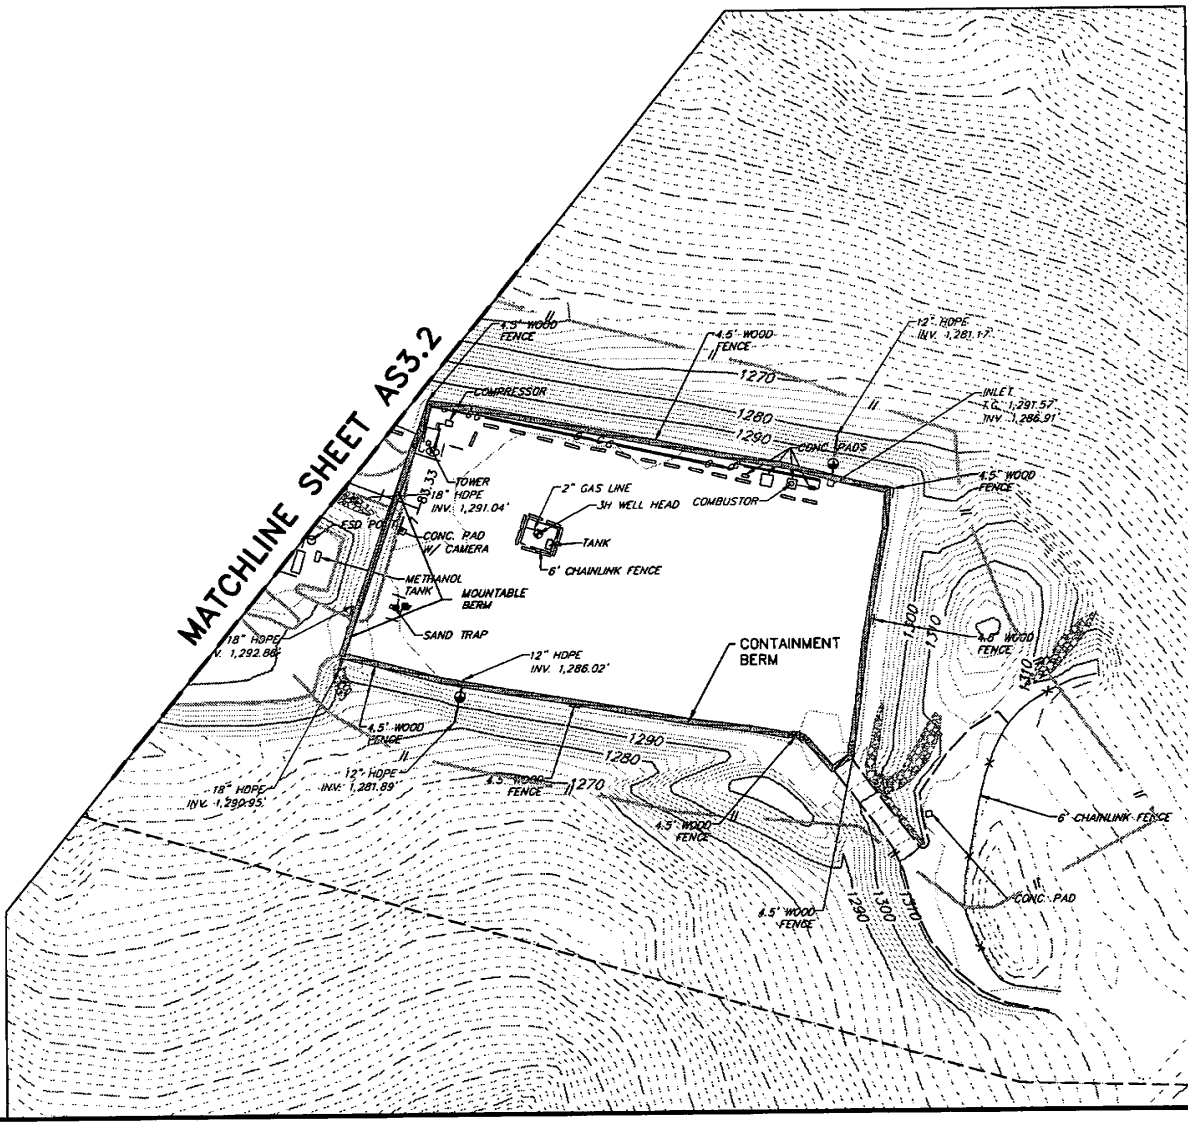 MATCHLINE SHEET AS3.2
4.5' WOOD
FENCE
4.5' WOOD
FENCE
12" HDPE
INV. 1,281.17'
1270
COMPRESSOR
INLET
T.G. 1,291.57'
INV. 1,286.91'
1280
1290
CONC. PADS
4.5' WOOD
FENCE
TOWER
18" HDPE
INV. 1,291.04'
2" GAS LINE
3H WELL HEAD
COMBUSTOR
CONC. PAD
W/ CAMERA
TANK
6' CHAINLINK FENCE
METHANOL
TANK
MOUNTABLE
BERM
SAND TRAP
18" HDPE
1,292.86'
12" HDPE
INV. 1,286.02'
CONTAINMENT
BERM
1300
1310
4.5' WOOD
FENCE
1310
4.5' WOOD
FENCE
1290
1280
1270
12" HDPE
INV. 1,281.89'
4.5' WOOD
FENCE
18" HDPE
INV. 1,290.95'
4.5' WOOD
FENCE
6' CHAINLINK FENCE
CONC. PAD
4.5' WOOD
FENCE
1290
1300
1310